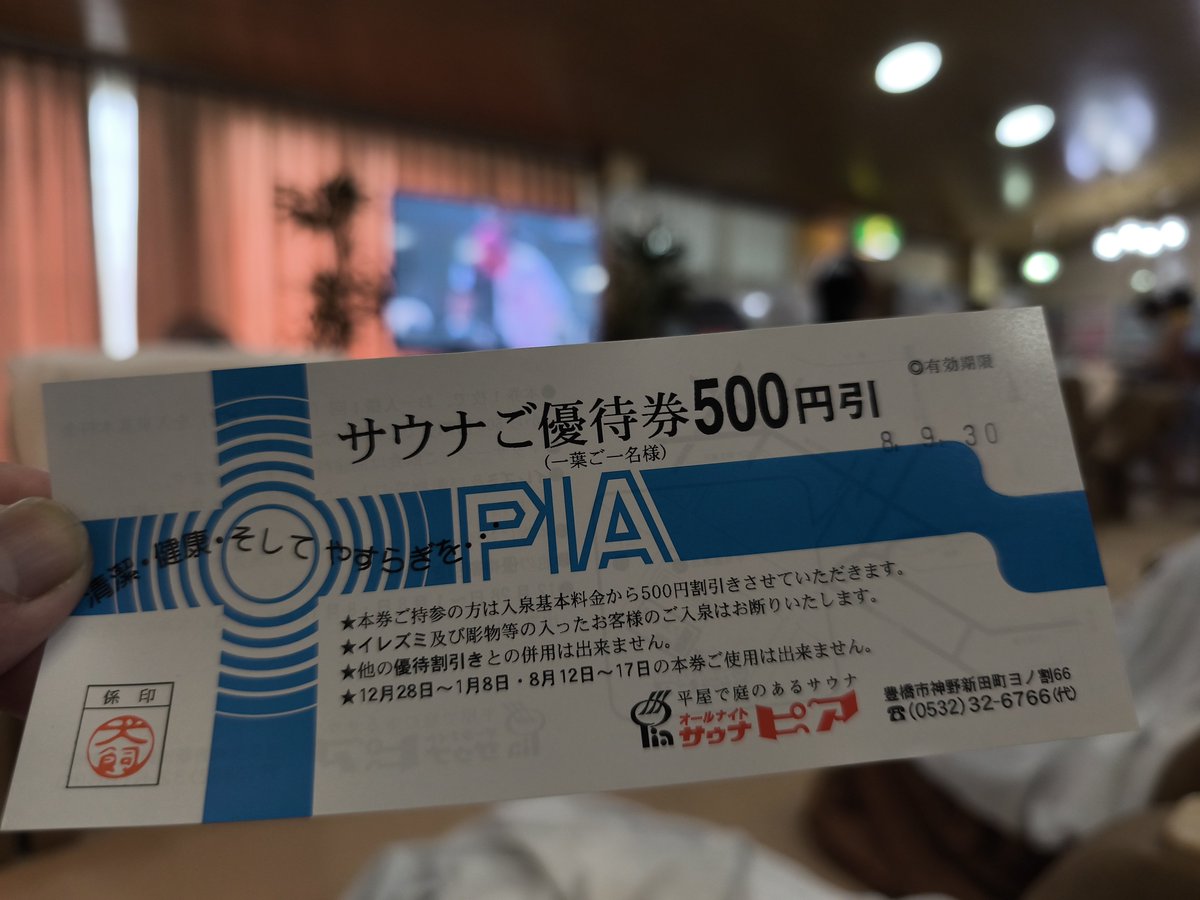 サウナご優待券500円引
(一葉ご一名様)
◎有効期限
8. 9. 30
清潔・健康・そして やすらぎを・・
PIA
★本券ご持参の方は入泉基本料金から500円割引きさせていただきます。
★イレズミ及び彫物等の入ったお客様のご入泉はお断りいたします。
★他の優待割引きとの併用は出来ません。
★12月28日〜1月8日・8月12日〜17日の本券ご使用は出来ません。
係 印
犬飼
Pia
平屋で庭のあるサウナ
オールナイト
サウナピア
豊橋市神野新田町ヨノ割66
☎(0532)32-6766(代)